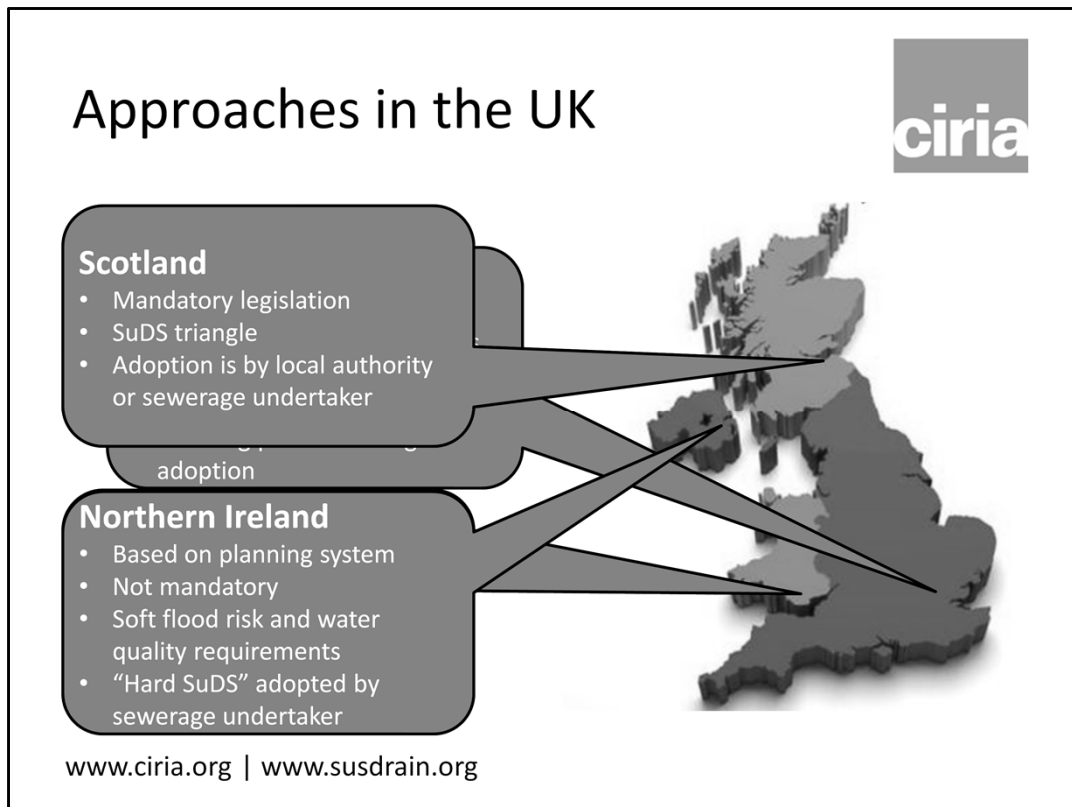 Approaches in the UK
ciria
Scotland
• Mandatory legislation
• SuDS triangle
• Adoption is by local authority
or sewerage undertaker
adoption
Northern Ireland
• Based on planning system
• Not mandatory
• Soft flood risk and water
quality requirements
• “Hard SuDS” adopted by
sewerage undertaker
www.ciria.org | www.susdrain.org